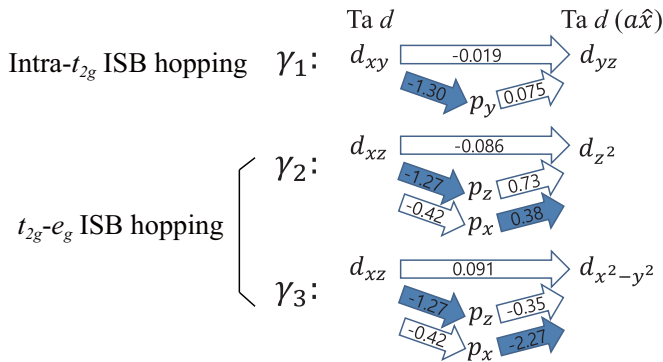 Ta d Ta d (ax̂)
Intra-t₂g ISB hopping γ₁: dxy -0.019 dyz
-1.30 py 0.075
γ₂: dxz -0.086 dz²
-1.27 pz 0.73
t₂g-eg ISB hopping -0.42 px 0.38
γ₃: dxz 0.091 dx²−y²
-1.27 pz -0.35
-0.42 px -2.27